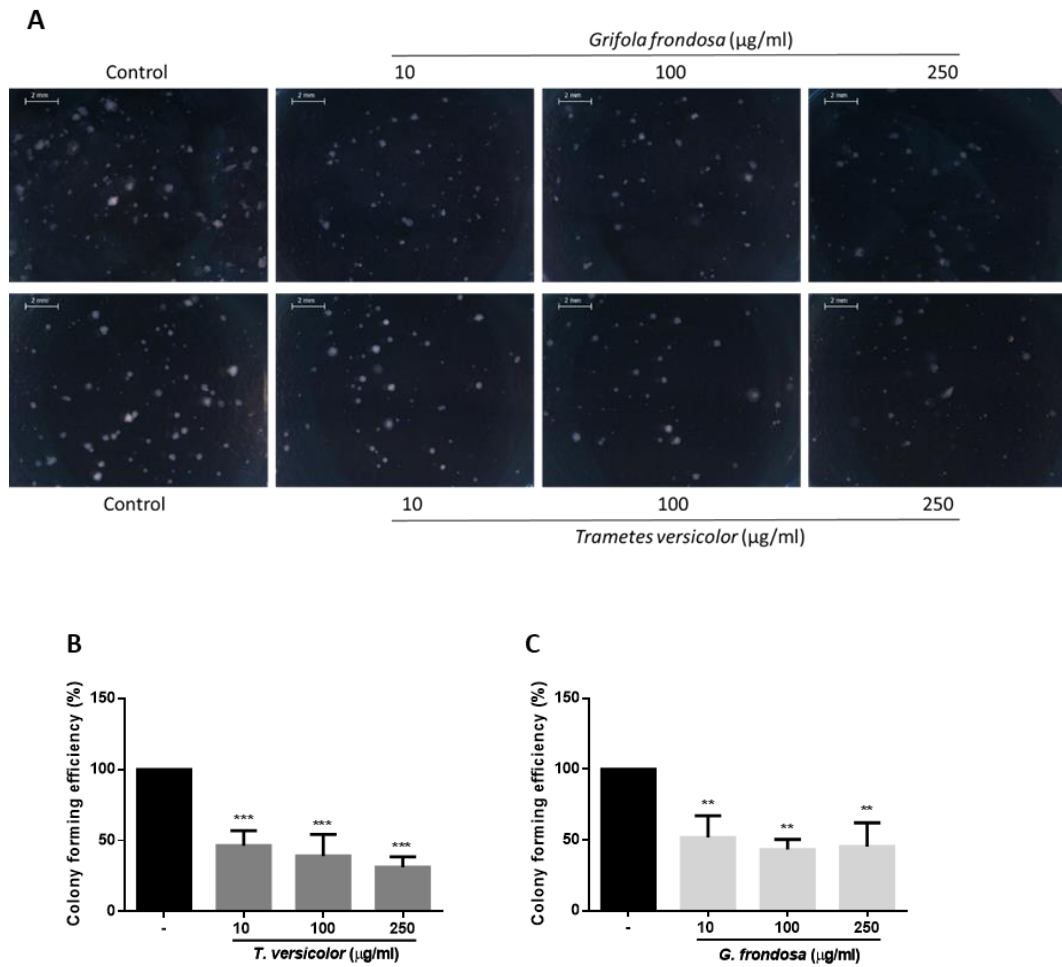 A
Grifola frondosa (µg/ml)
Control 10 100 250
2 mm 2 mm 2 mm 2 mm
2 mm 2 mm 2 mm 2 mm
Control 10 100 250
Trametes versicolor (µg/ml)
B
Colony forming efficiency (%)
150
100
50
0
*** *** ***
- 10 100 250
T. versicolor (µg/ml)
C
Colony forming efficiency (%)
150
100
50
0
** ** **
- 10 100 250
G. frondosa (µg/ml)